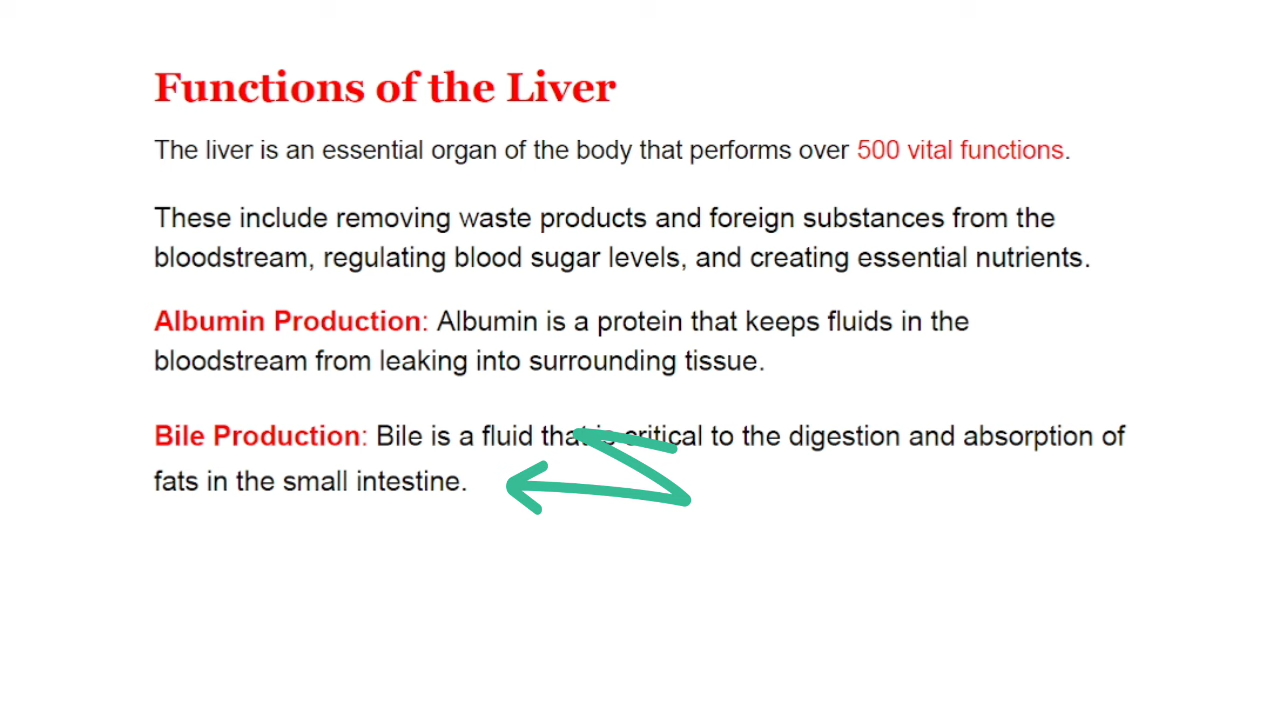 Functions of the Liver
The liver is an essential organ of the body that performs over 500 vital functions.
These include removing waste products and foreign substances from the
bloodstream, regulating blood sugar levels, and creating essential nutrients.
Albumin Production: Albumin is a protein that keeps fluids in the
bloodstream from leaking into surrounding tissue.
Bile Production: Bile is a fluid that is critical to the digestion and absorption of
fats in the small intestine.